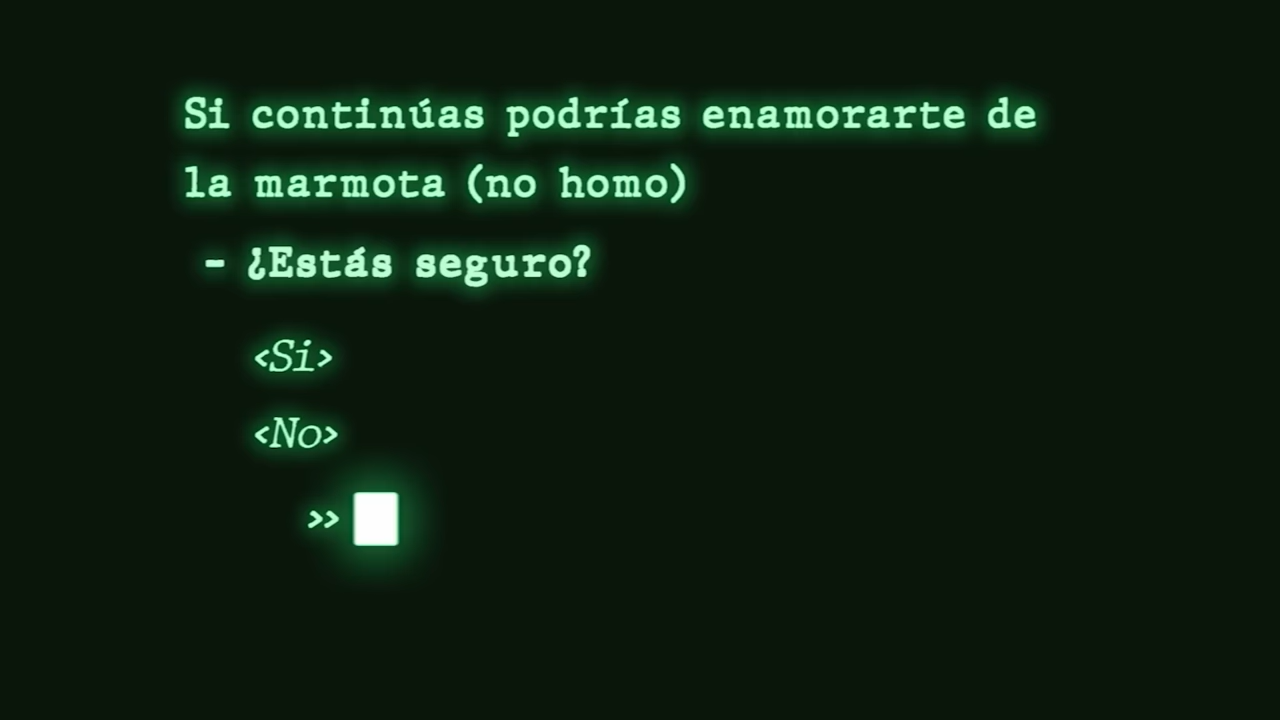 Si continúas podrías enamorarte de
la marmota (no homo)
- ¿Estás seguro?
<Si>
<No>
>>